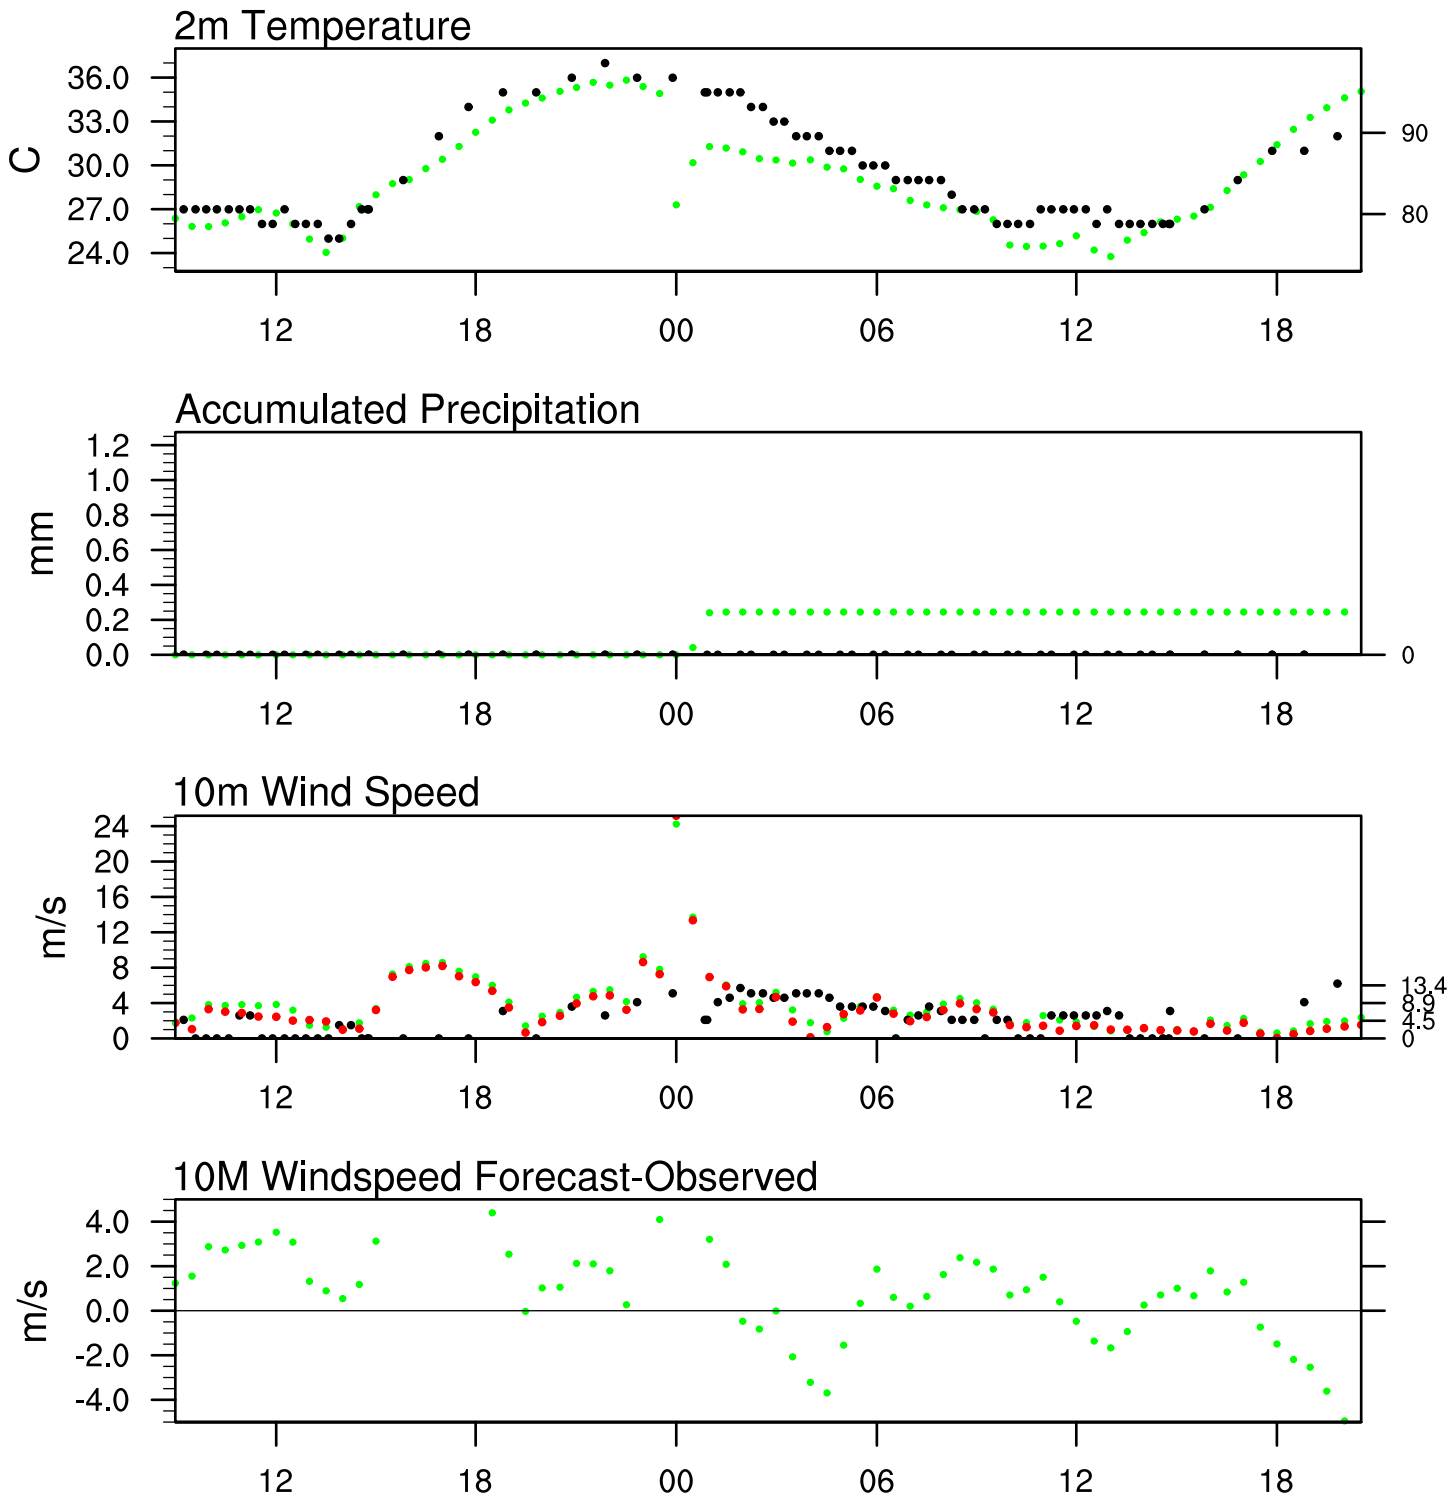 2m Temperature
36.0
33.0
90
C
30.0
27.0
80
24.0
12 18 00 06 12 18
Accumulated Precipitation
1.2
1.0
0.8
mm
0.6
0.4
0.2
0.0
0
12 18 00 06 12 18
10m Wind Speed
24
20
16
m/s
12
8
13.4
4
8.9
4.5
0
0
12 18 00 06 12 18
10M Windspeed Forecast-Observed
4.0
2.0
m/s
0.0
-2.0
-4.0
12 18 00 06 12 18